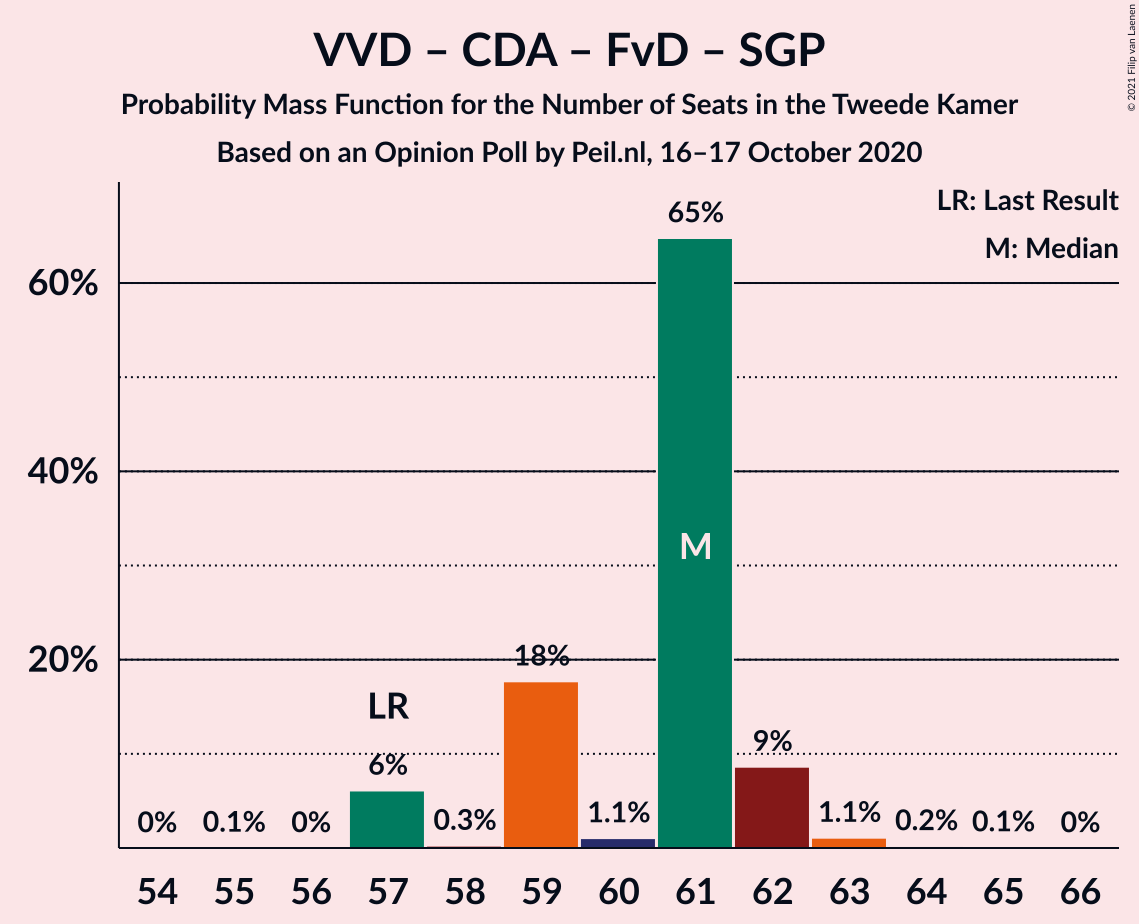 VVD – CDA – FvD – SGP
Probability Mass Function for the Number of Seats in the Tweede Kamer
Based on an Opinion Poll by Peil.nl, 16–17 October 2020
© 2021 Filip van Laenen
LR: Last Result
M: Median
60%
40%
20%
0%
0.1%
0%
LR
6%
0.3%
18%
1.1%
65%
M
9%
1.1%
0.2%
0.1%
0%
54 55 56 57 58 59 60 61 62 63 64 65 66